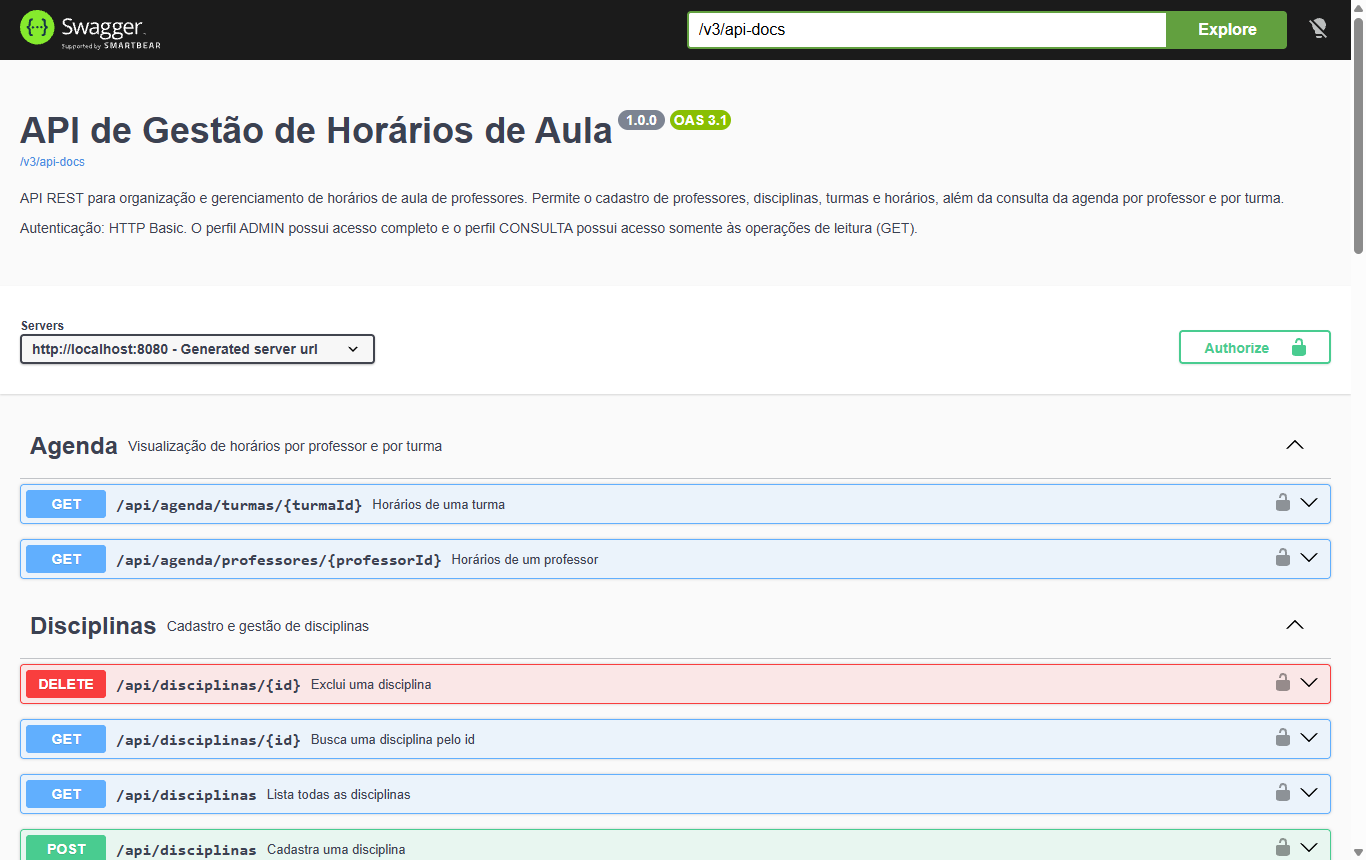 Swagger
Supported by SMARTBEAR
/v3/api-docs
Explore
API de Gestão de Horários de Aula 1.0.0 OAS 3.1
/v3/api-docs
API REST para organização e gerenciamento de horários de aula de professores. Permite o cadastro de professores, disciplinas, turmas e horários, além da consulta da agenda por professor e por turma.
Autenticação: HTTP Basic. O perfil ADMIN possui acesso completo e o perfil CONSULTA possui acesso somente às operações de leitura (GET).
Servers
http://localhost:8080 - Generated server url
Authorize
Agenda Visualização de horários por professor e por turma
GET /api/agenda/turmas/{turmaId} Horários de uma turma
GET /api/agenda/professores/{professorId} Horários de um professor
Disciplinas Cadastro e gestão de disciplinas
DELETE /api/disciplinas/{id} Exclui uma disciplina
GET /api/disciplinas/{id} Busca uma disciplina pelo id
GET /api/disciplinas Lista todas as disciplinas
POST /api/disciplinas Cadastra uma disciplina